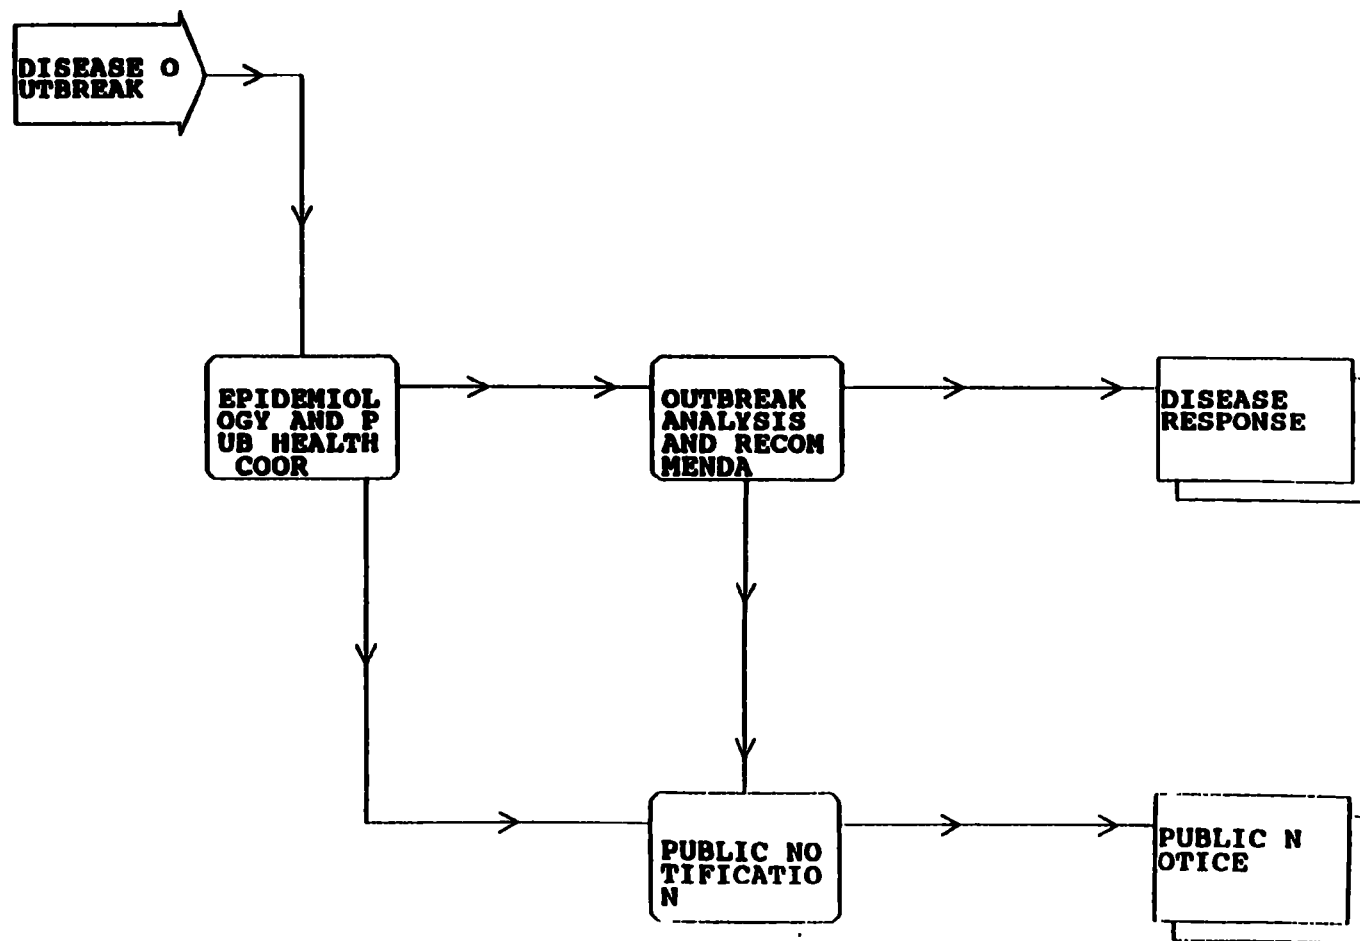 DISEASE O
UTBREAK
EPIDEMIOL
OGY AND P
UB HEALTH
COOR
OUTBREAK
ANALYSIS
AND RECOM
MENDA
DISEASE
RESPONSE
PUBLIC NO
TIFICATIO
N
PUBLIC N
OTICE